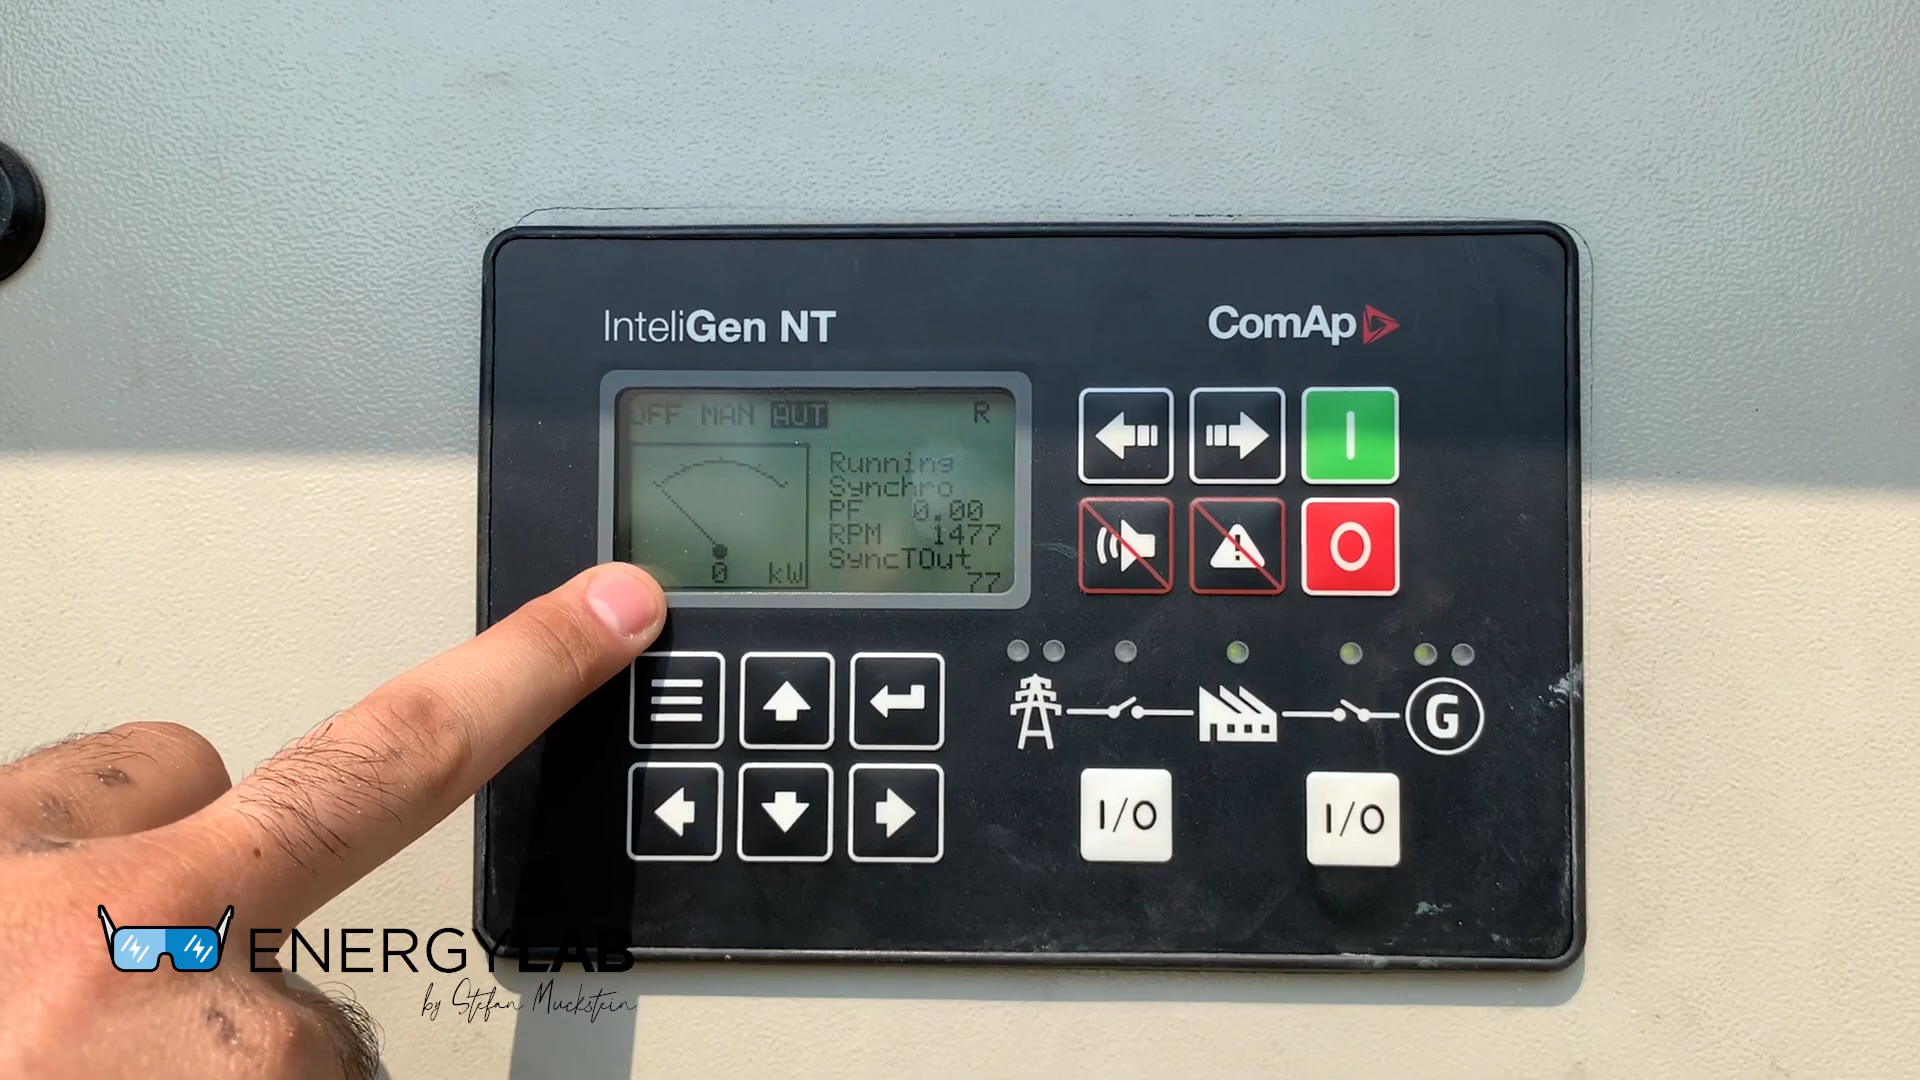 InteliGen NT
ComAp
OFF MAN AUT R
Running
Synchro
PF 0.00
RPM 1477
SyncTOut
77
0 kW
I
O
G
I/O
I/O
ENERGYLAB
by Stefan Muckstein